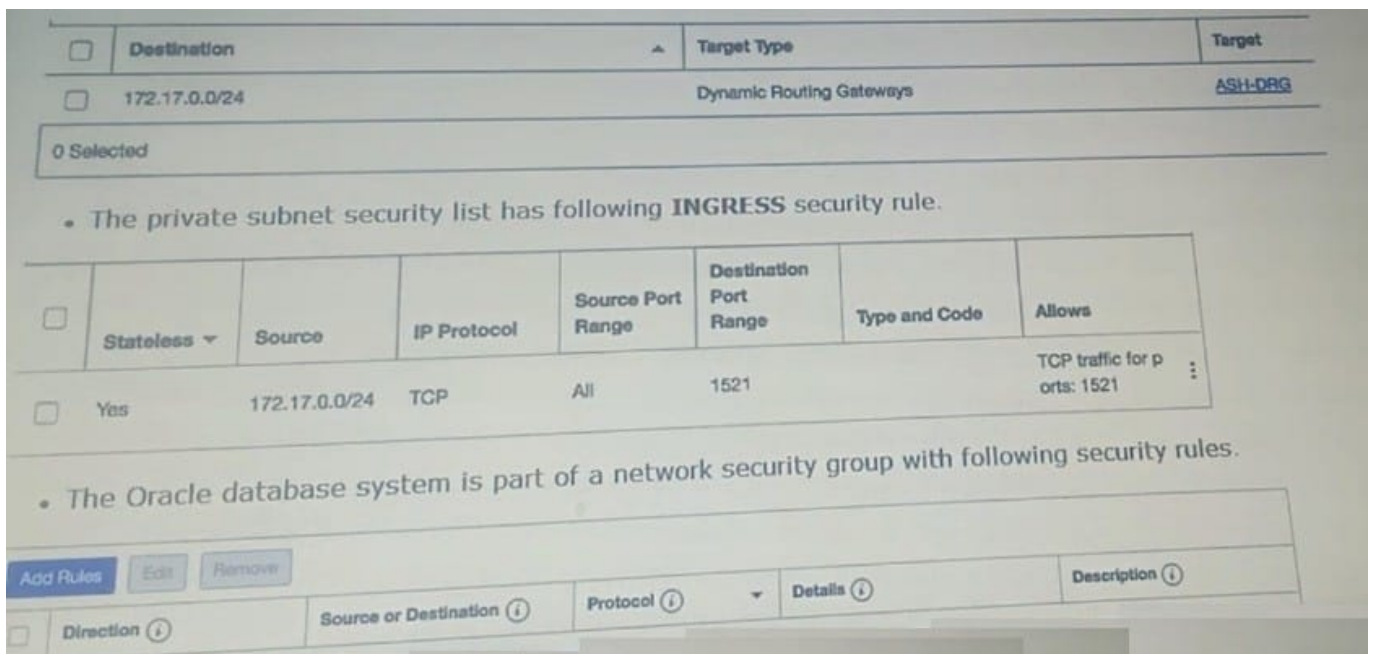 Destination Target Type Target
172.17.0.0/24 Dynamic Routing Gateways ASH-DRG
0 Selected
• The private subnet security list has following INGRESS security rule.
Stateless Source IP Protocol Source Port Range Destination Port Range Type and Code Allows
Yes 172.17.0.0/24 TCP All 1521 TCP traffic for p
orts: 1521
• The Oracle database system is part of a network security group with following security rules.
Add Rules Edit Remove
Direction Source or Destination Protocol Details Description